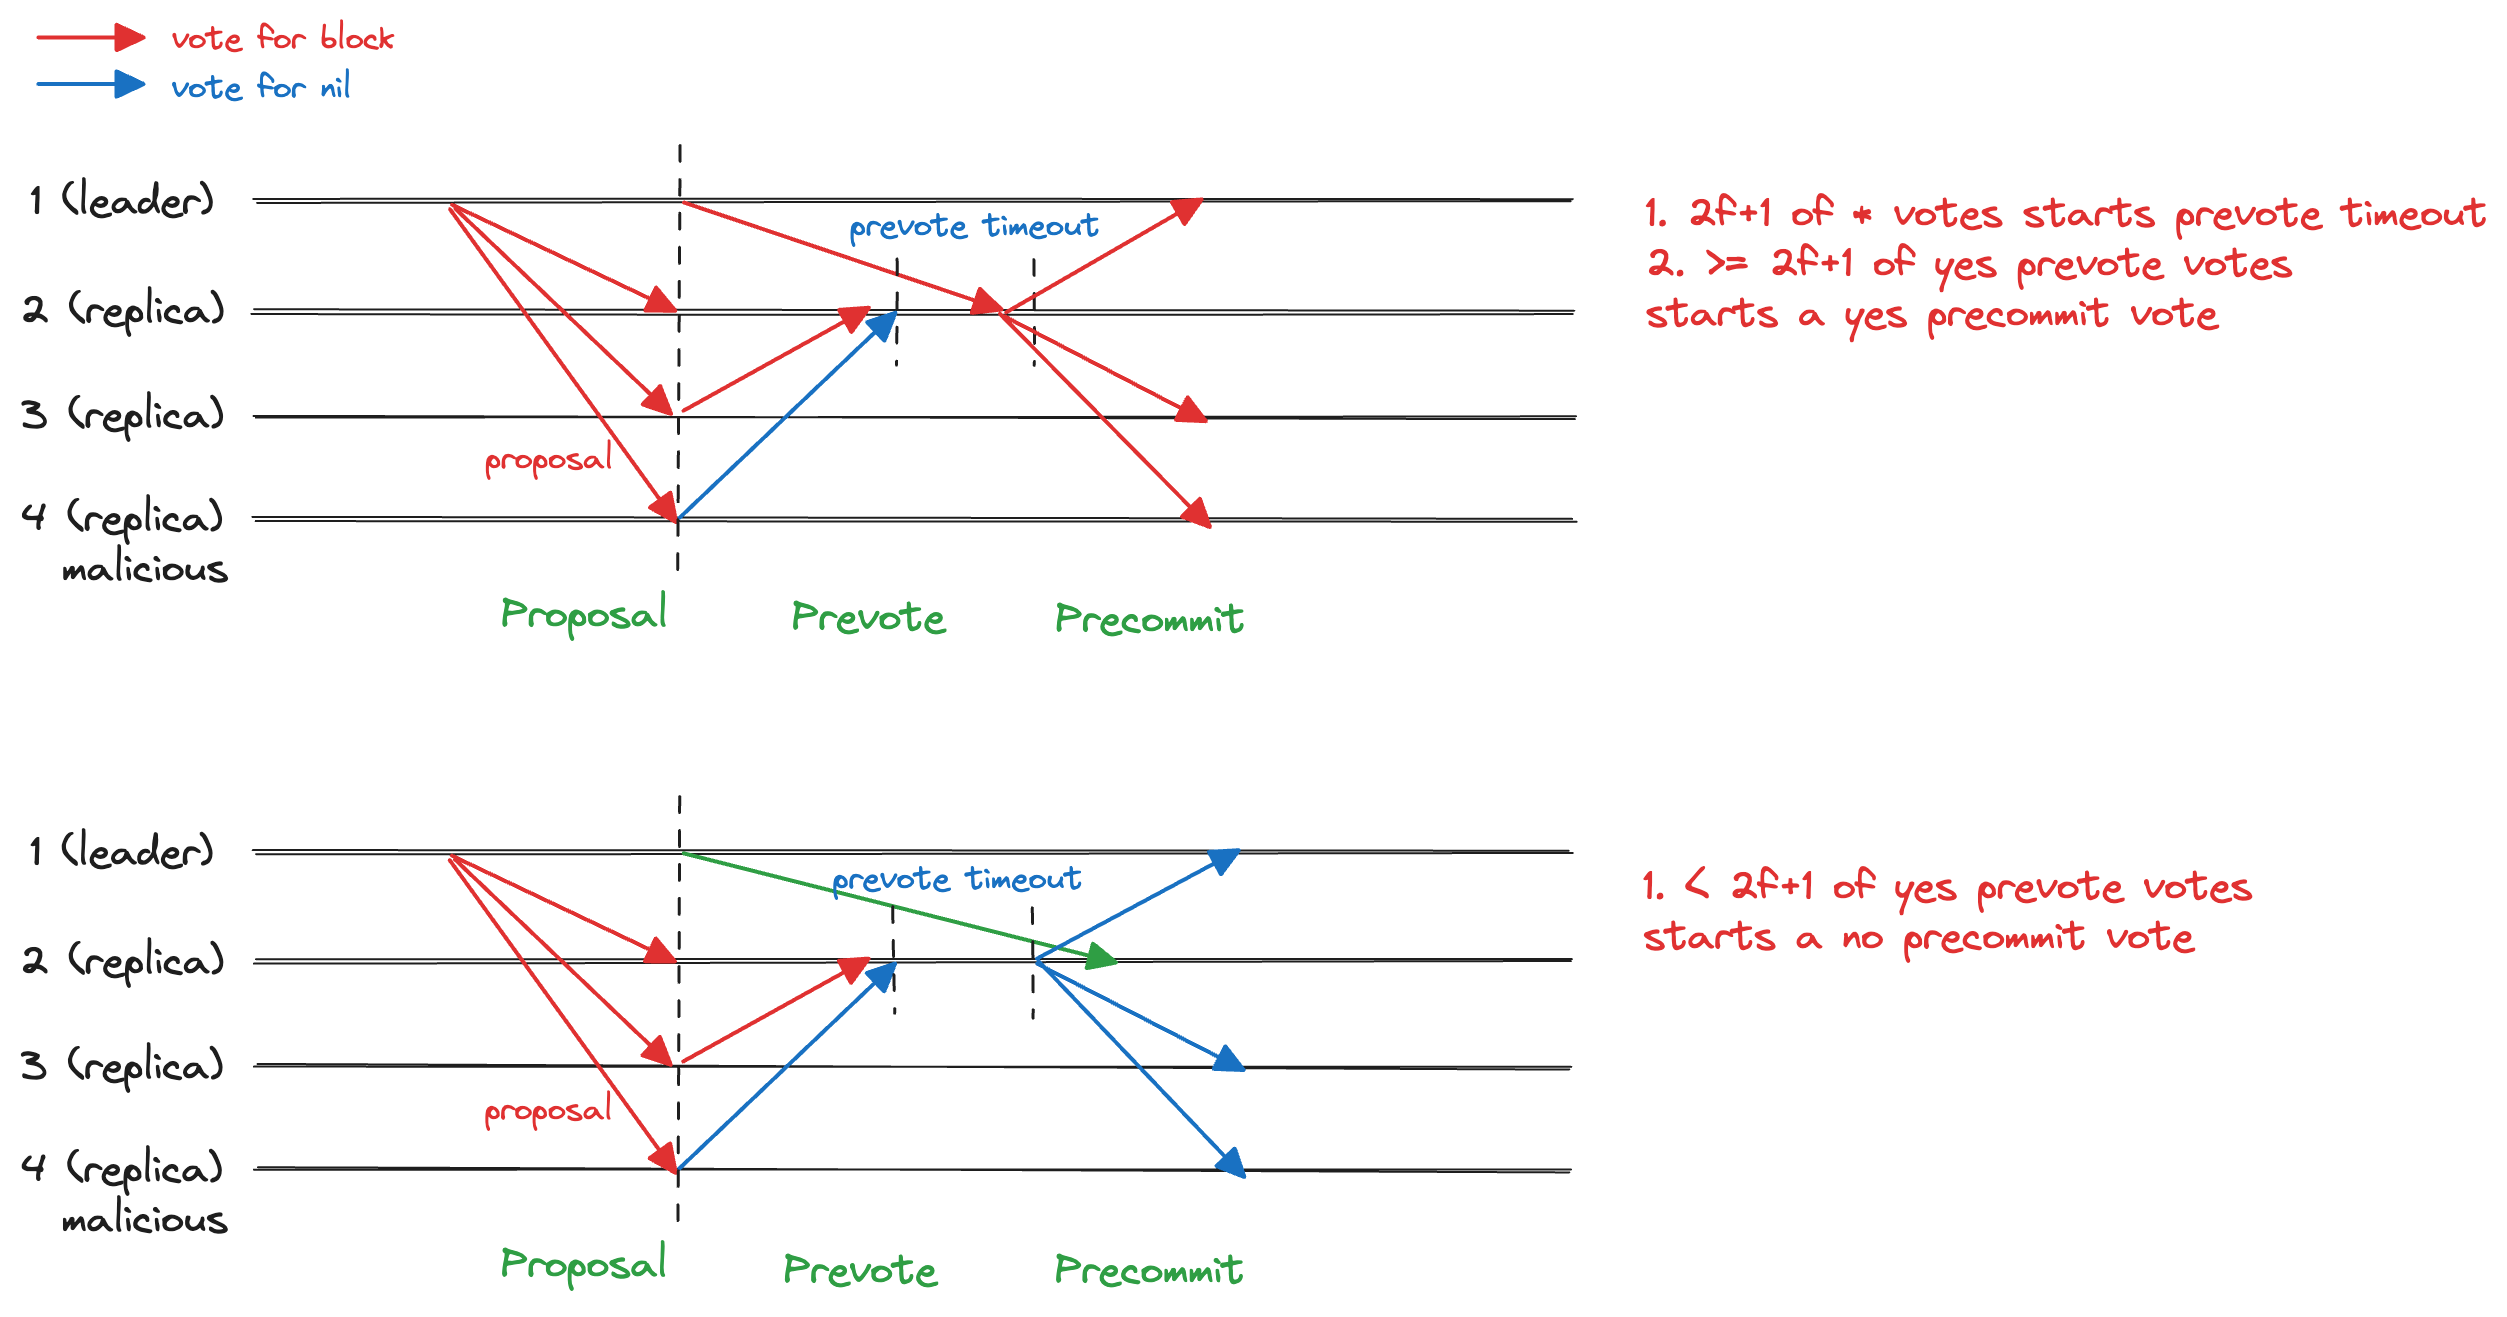 vote for blok
vote for nil
1 (leader)
2 (replica)
3 (replica)
4 (replica)
malicious
prevote timeout
proposal
Proposal
Prevote
Precommit
1. 2f+1 of * votes starts prevote timeout
2. >= 2f+1 of yes prevote votes
starts a yes precommit vote
1 (leader)
2 (replica)
3 (replica)
4 (replica)
malicious
prevote timeout
proposal
Proposal
Prevote
Precommit
1. < 2f+1 of yes prevote votes
starts a no precommit vote